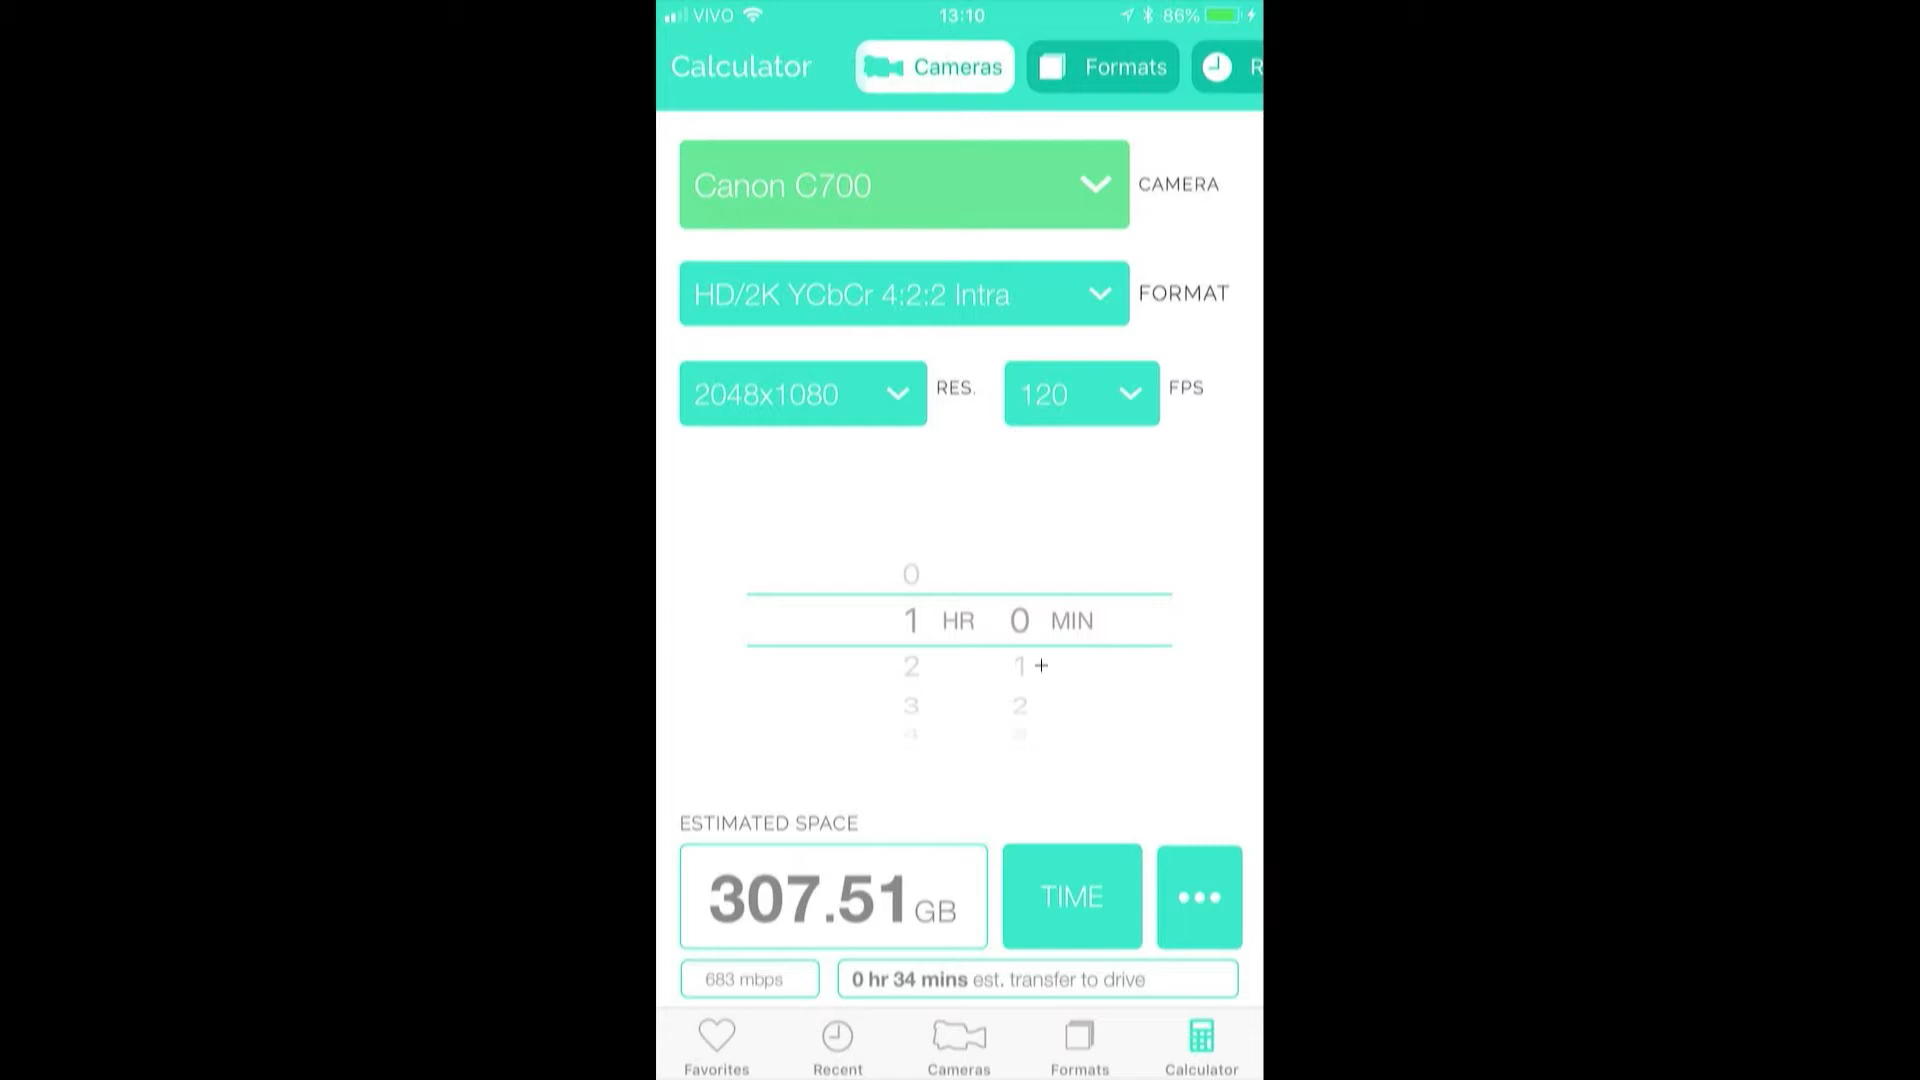 VIVO 13:10 86%
Calculator Cameras Formats R
Canon C700 CAMERA
HD/2K YCbCr 4:2:2 Intra FORMAT
2048x1080 RES. 120 FPS
0
1 HR 0 MIN
2 1
3 2
4 3
ESTIMATED SPACE
307.51 GB TIME
683 mbps 0 hr 34 mins est. transfer to drive
Favorites Recent Cameras Formats Calculator